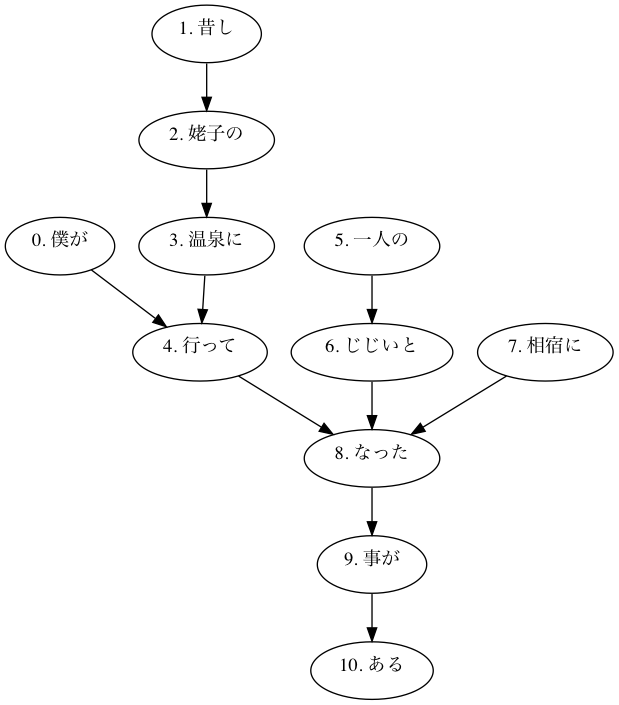 1. 昔し
2. 姥子の
0. 僕が
3. 温泉に
5. 一人の
4. 行って
6. じじいと
7. 相宿に
8. なった
9. 事が
10. ある